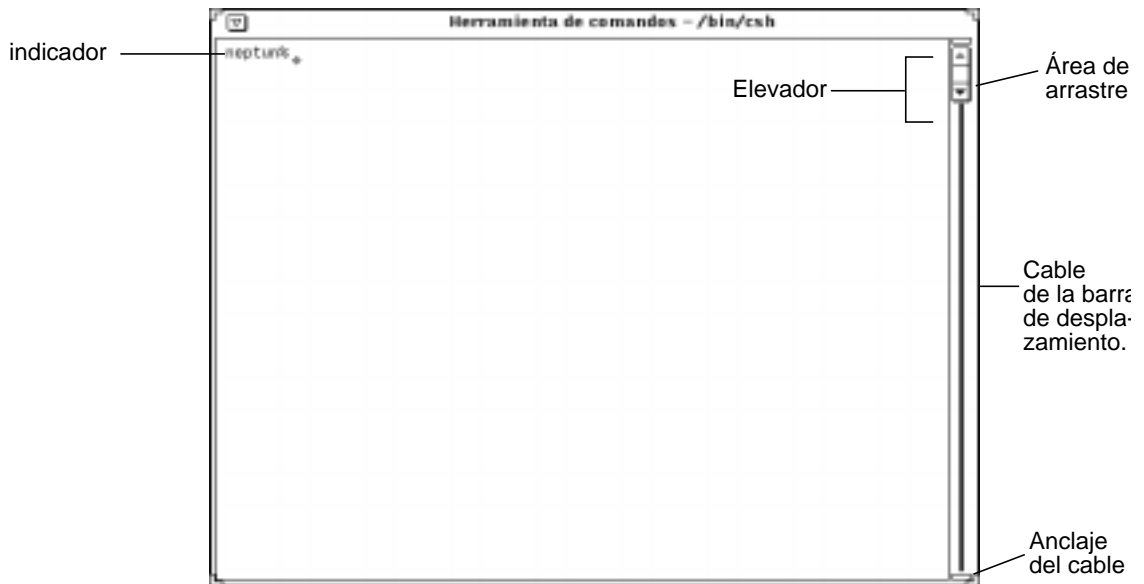 Herramienta de comandos - /bin/csh
indicador
neptun%
Elevador
Área de
arrastre
Cable
de la barra
de despla-
zamiento.
Anclaje
del cable